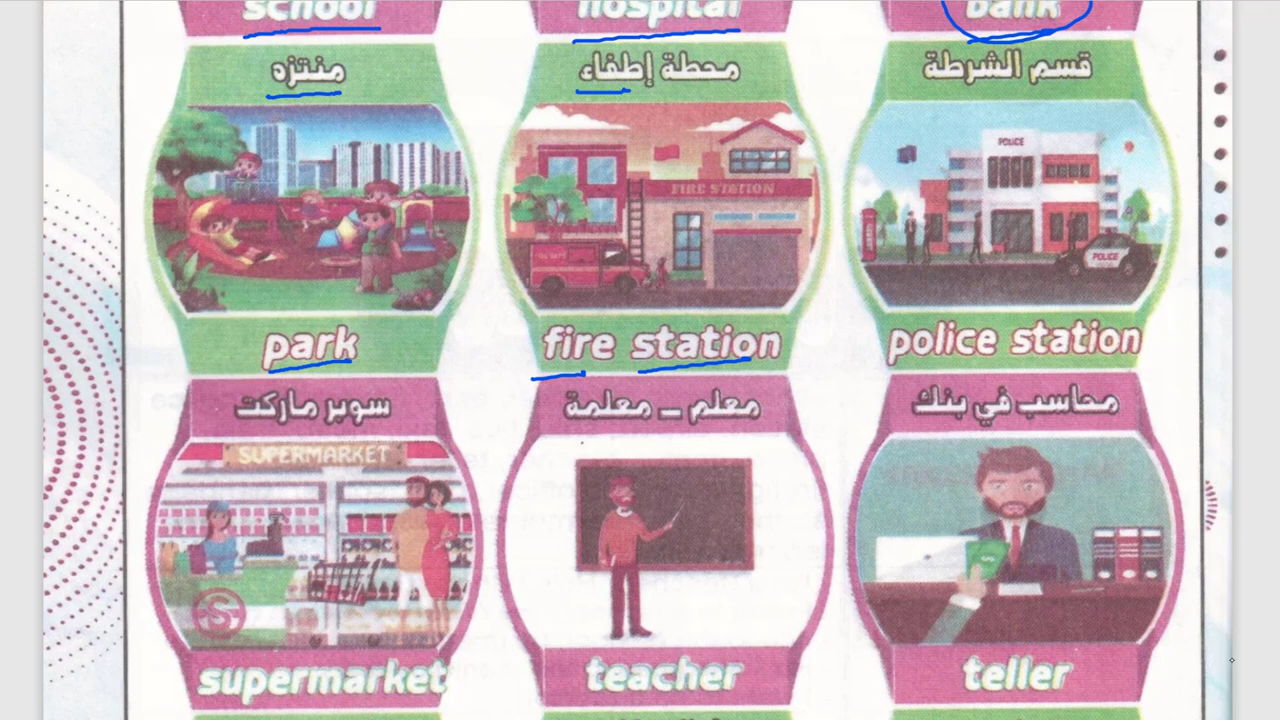 school hospital bank
منتزه محطة إطفاء قسم الشرطة
FIRE STATION
POLICE
POLICE
park fire station police station
سوبر ماركت معلم - معلمة محاسب في بنك
SUPERMARKET
supermarket teacher teller